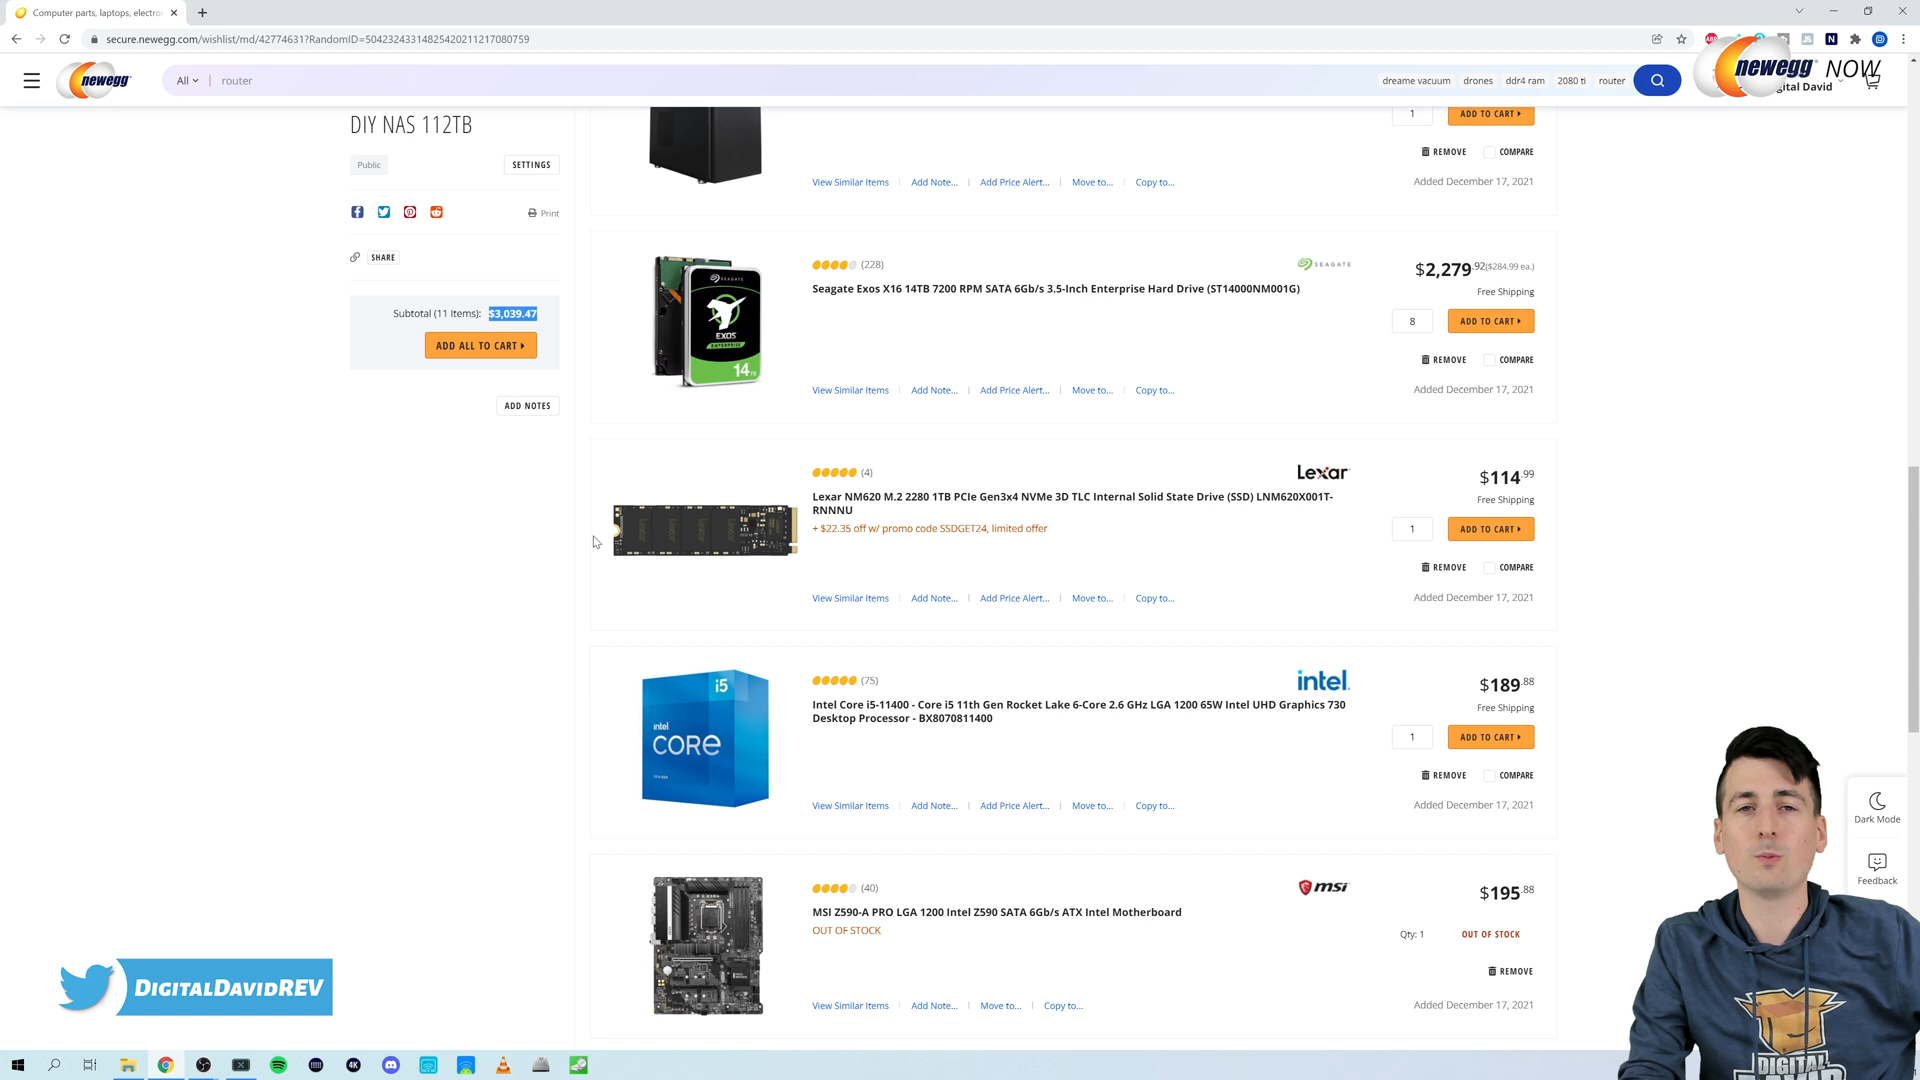 Computer parts, laptops, electro
secure.newegg.com/wishlist/md/42774631?RandomID=50423243314825420211217080759
newegg
All
router
dreame vacuum
drones
ddr4 ram
2080 ti
router
newegg NOW
gital David
DIY NAS 112TB
Public
SETTINGS
Print
SHARE
Subtotal (11 Items): $3,039.47
ADD ALL TO CART
ADD NOTES
1
ADD TO CART
REMOVE
COMPARE
View Similar Items
Add Note...
Add Price Alert...
Move to...
Copy to...
Added December 17, 2021
SEAGATE
EXOS
ENTERPRISE
14TB
(228)
SEAGATE
Seagate Exos X16 14TB 7200 RPM SATA 6Gb/s 3.5-Inch Enterprise Hard Drive (ST14000NM001G)
$2,279.92($284.99 ea.)
Free Shipping
8
ADD TO CART
REMOVE
COMPARE
View Similar Items
Add Note...
Add Price Alert...
Move to...
Copy to...
Added December 17, 2021
(4)
Lexar
Lexar NM620 M.2 2280 1TB PCIe Gen3x4 NVMe 3D TLC Internal Solid State Drive (SSD) LNM620X001T-
RNNNU
+ $22.35 off w/ promo code SSDGET24, limited offer
$114.99
Free Shipping
1
ADD TO CART
REMOVE
COMPARE
View Similar Items
Add Note...
Add Price Alert...
Move to...
Copy to...
Added December 17, 2021
i5
intel
CORE
(75)
intel.
Intel Core i5-11400 - Core i5 11th Gen Rocket Lake 6-Core 2.6 GHz LGA 1200 65W Intel UHD Graphics 730
Desktop Processor - BX8070811400
$189.88
Free Shipping
1
ADD TO CART
REMOVE
COMPARE
View Similar Items
Add Note...
Add Price Alert...
Move to...
Copy to...
Added December 17, 2021
(40)
msi
MSI Z590-A PRO LGA 1200 Intel Z590 SATA 6Gb/s ATX Intel Motherboard
OUT OF STOCK
$195.88
Qty: 1
OUT OF STOCK
REMOVE
View Similar Items
Add Note...
Move to...
Copy to...
Added December 17, 2021
Dark Mode
Feedback
DIGITALDAVIDREV
DIGITAL